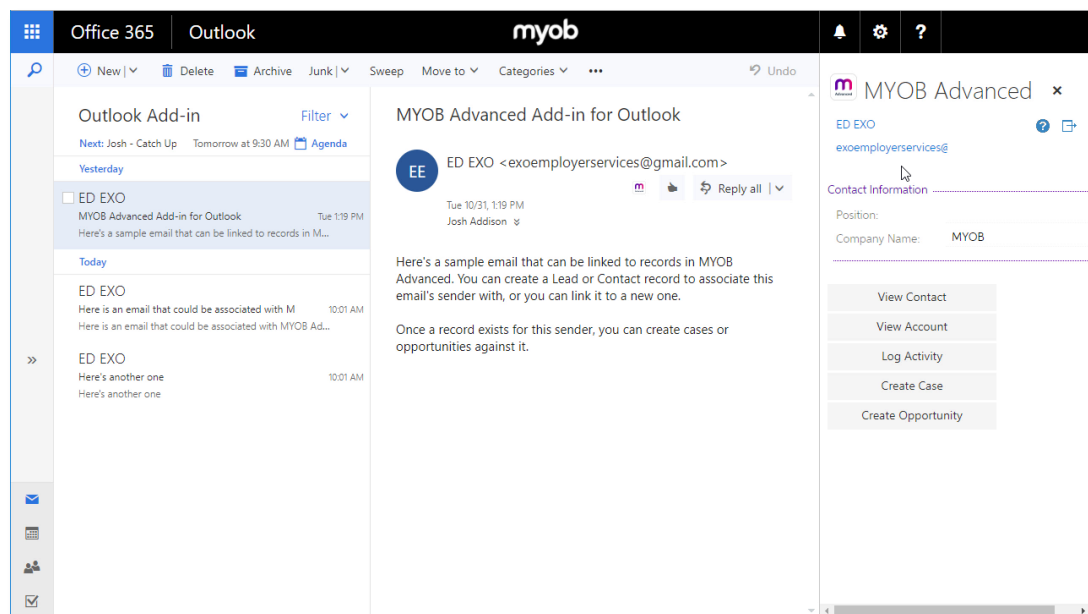 Office 365
Outlook
myob
?
New
Delete
Archive
Junk
Sweep
Move to
Categories
•••
Undo
Outlook Add-in
Filter
Next: Josh - Catch Up Tomorrow at 9:30 AM Agenda
Yesterday
ED EXO
MYOB Advanced Add-in for Outlook Tue 1:19 PM
Here's a sample email that can be linked to records in M...
Today
ED EXO
Here is an email that could be associated with M 10:01 AM
Here is an email that could be associated with MYOB Ad...
ED EXO
Here's another one 10:01 AM
Here's another one
MYOB Advanced Add-in for Outlook
EE
ED EXO <exoemployerservices@gmail.com>
m
Reply all
Tue 10/31, 1:19 PM
Josh Addison
Here's a sample email that can be linked to records in MYOB
Advanced. You can create a Lead or Contact record to associate this
email's sender with, or you can link it to a new one.
Once a record exists for this sender, you can create cases or
opportunities against it.
m
Advanced
MYOB Advanced
ED EXO
?
exoemployerservices@
Contact Information
Position:
Company Name: MYOB
View Contact
View Account
Log Activity
Create Case
Create Opportunity